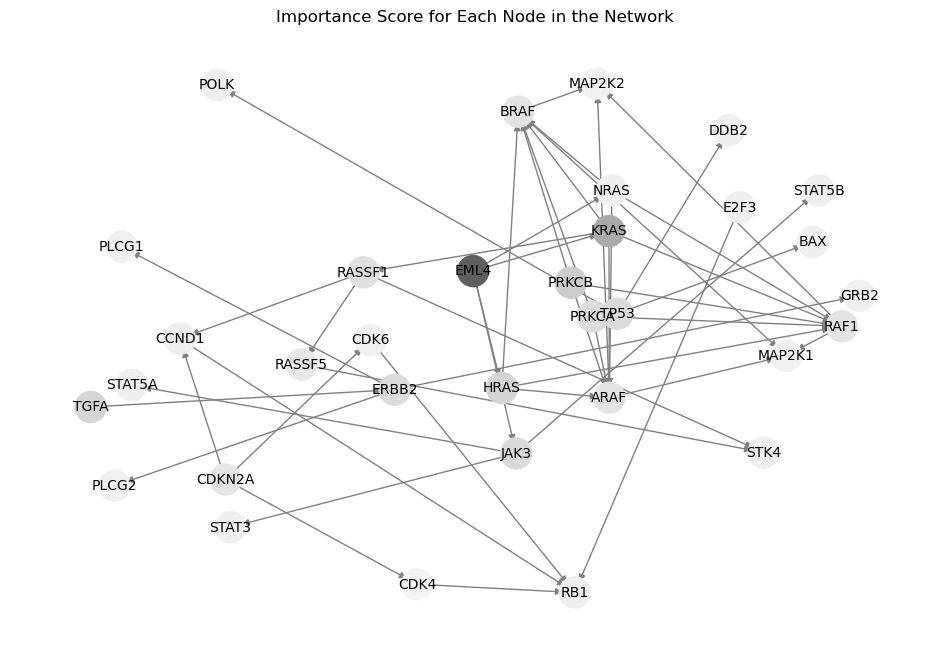 Importance Score for Each Node in the Network
POLK
MAP2K2
BRAF
DDB2
NRAS
STAT5B
E2F3
KRAS
PLCG1
BAX
RASSF1
EML4
PRKCB
GRB2
PRKCA
TP53
RAF1
CCND1
CDK6
MAP2K1
RASSF5
STAT5A
ERBB2
HRAS
ARAF
TGFA
JAK3
STK4
CDKN2A
PLCG2
STAT3
CDK4
RB1